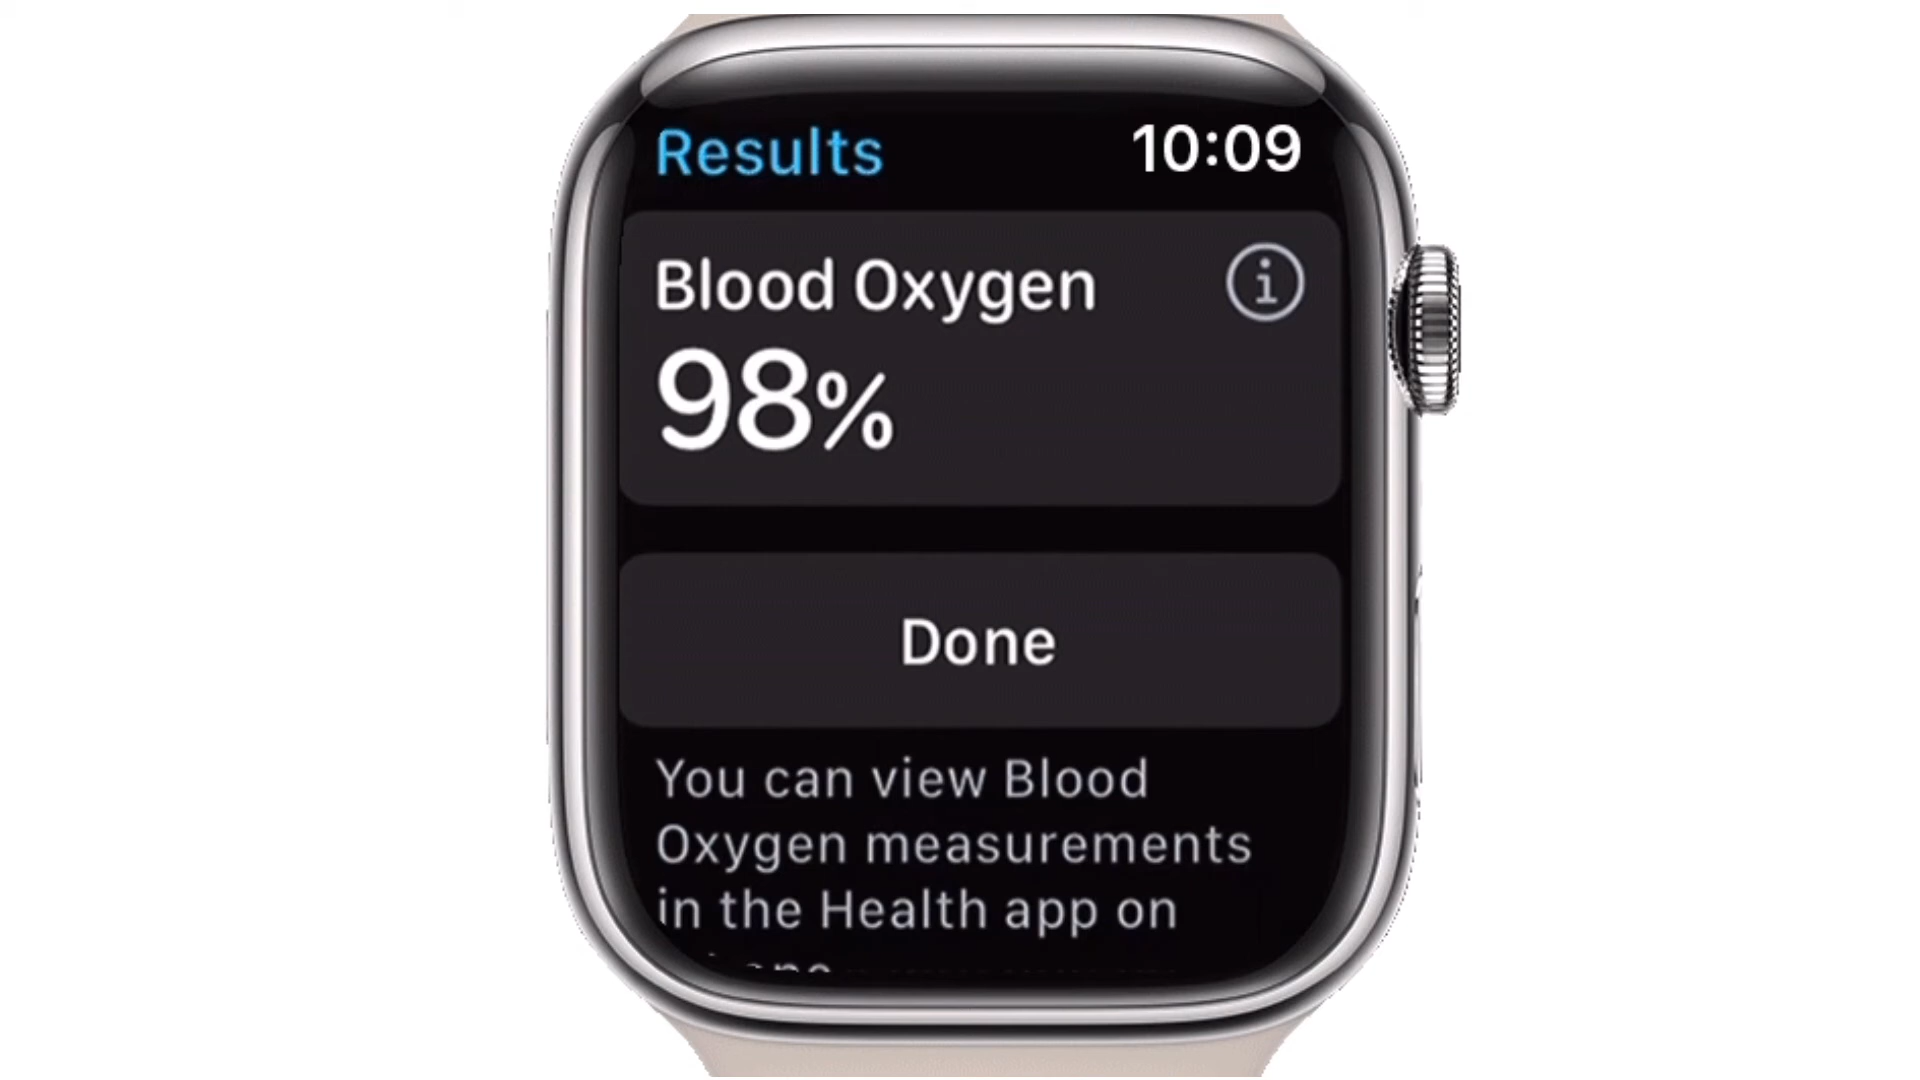 Results
10:09
Blood Oxygen
98%
Done
You can view Blood
Oxygen measurements
in the Health app on